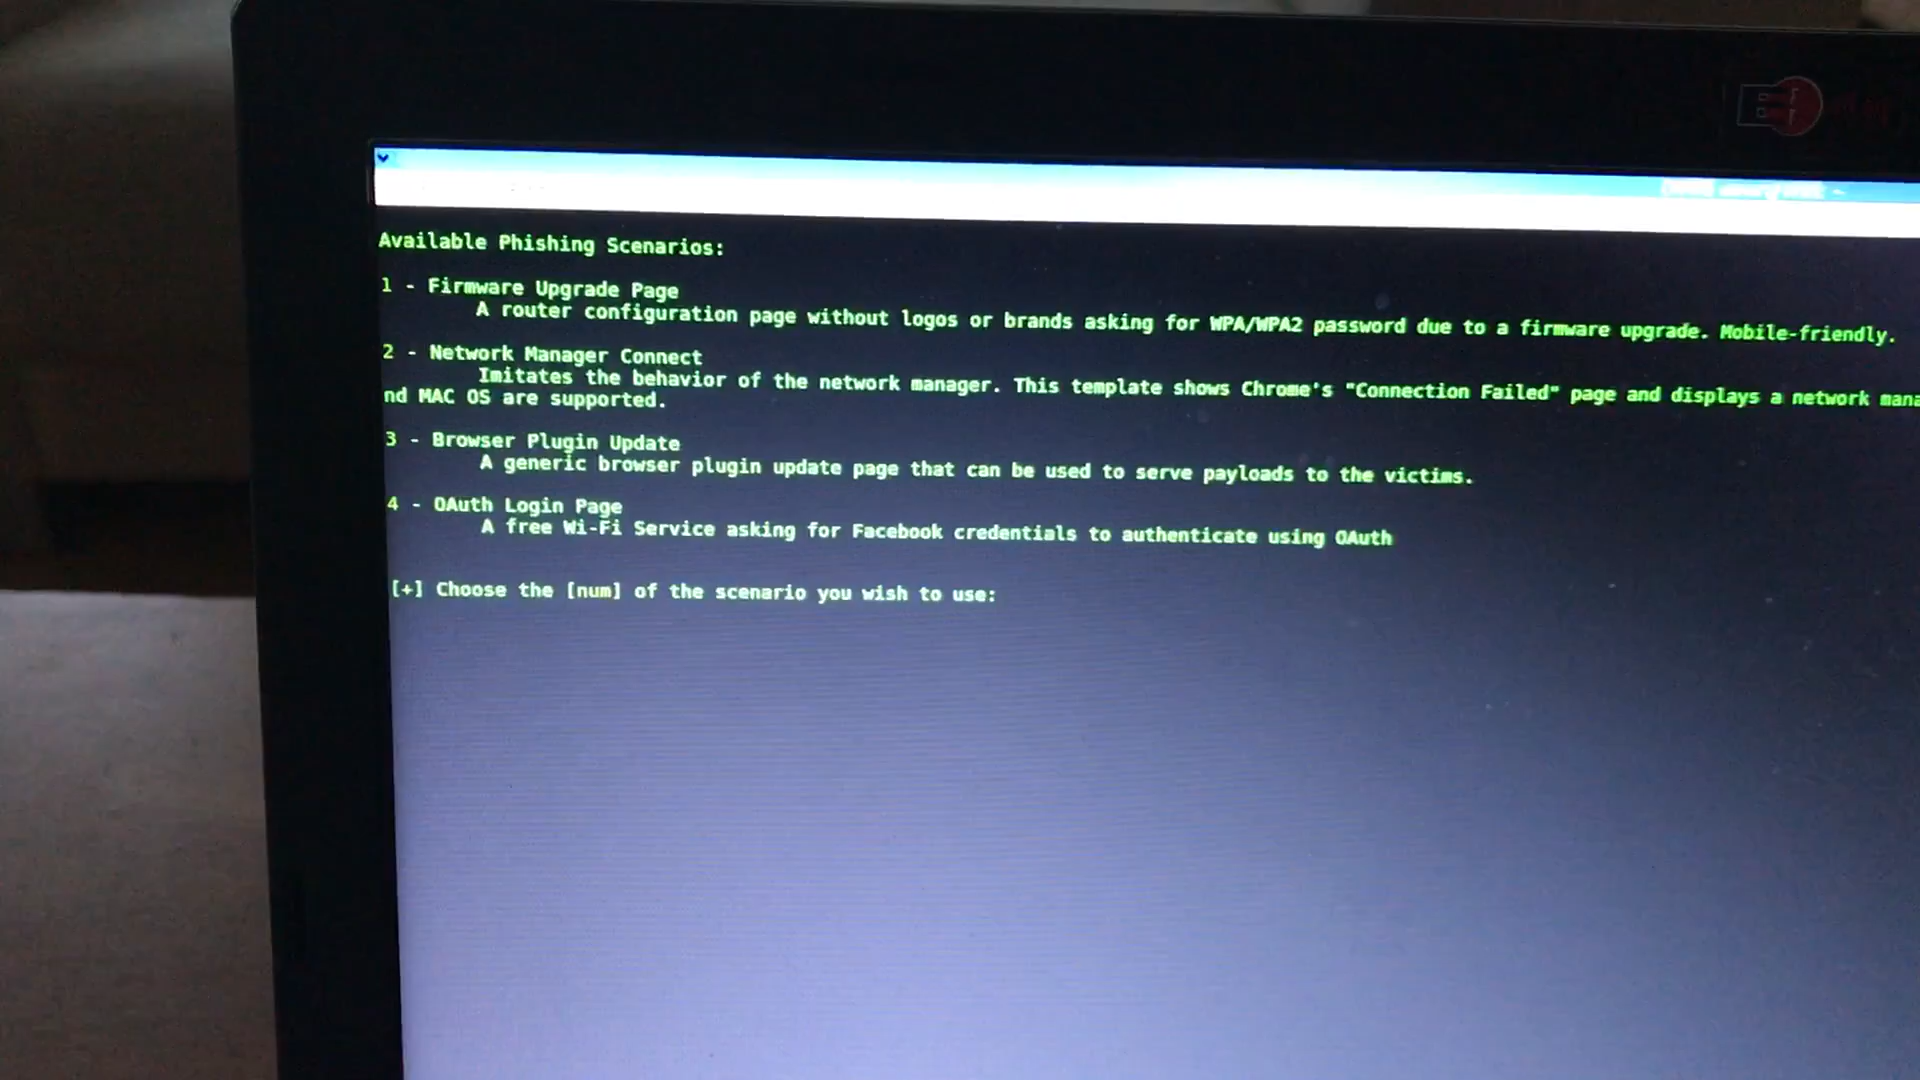 Available Phishing Scenarios:
1 - Firmware Upgrade Page
A router configuration page without logos or brands asking for WPA/WPA2 password due to a firmware upgrade. Mobile-friendly.
2 - Network Manager Connect
Imitates the behavior of the network manager. This template shows Chrome's "Connection Failed" page and displays a network mana
nd MAC OS are supported.
3 - Browser Plugin Update
A generic browser plugin update page that can be used to serve payloads to the victims.
4 - OAuth Login Page
A free Wi-Fi Service asking for Facebook credentials to authenticate using OAuth
[+] Choose the [num] of the scenario you wish to use: